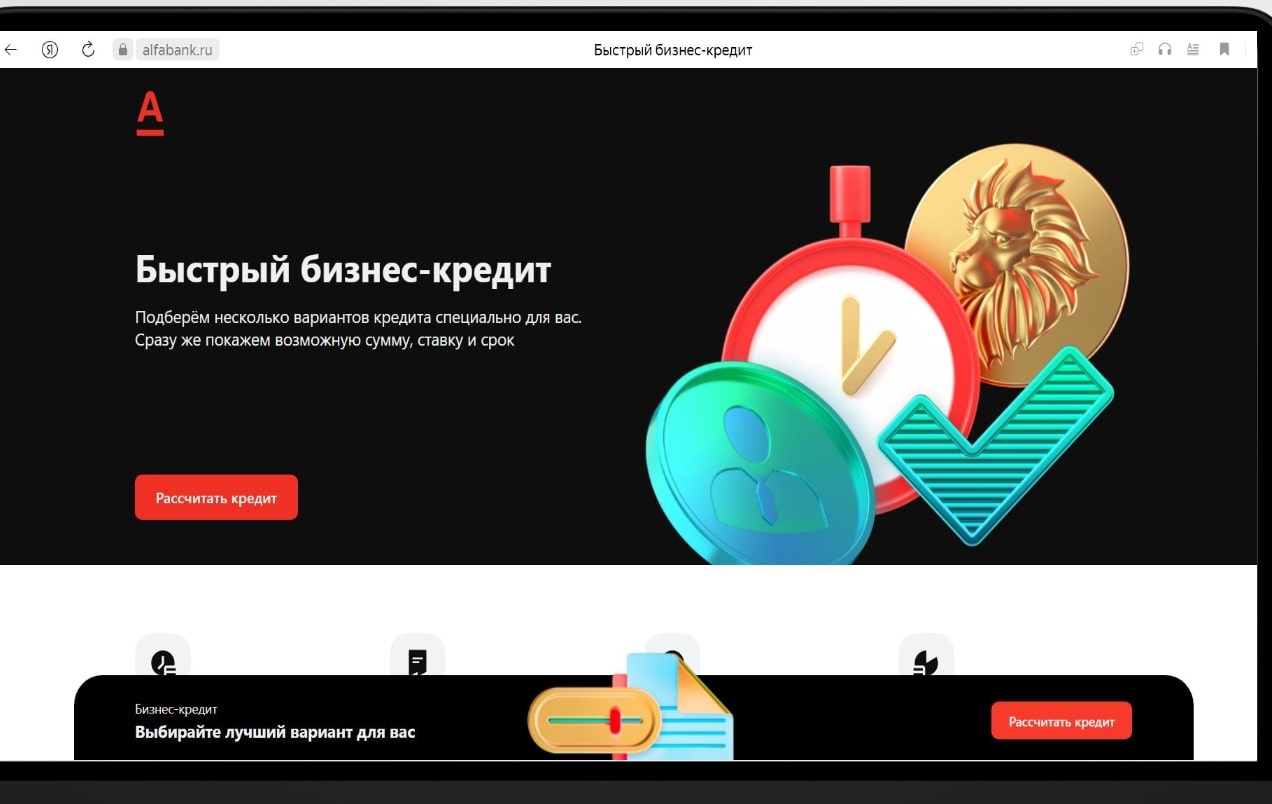 alfabank.ru
Быстрый бизнес-кредит
А
Быстрый бизнес-кредит
Подберём несколько вариантов кредита специально для вас.
Сразу же покажем возможную сумму, ставку и срок
Рассчитать кредит
Бизнес-кредит
Выбирайте лучший вариант для вас
Рассчитать кредит